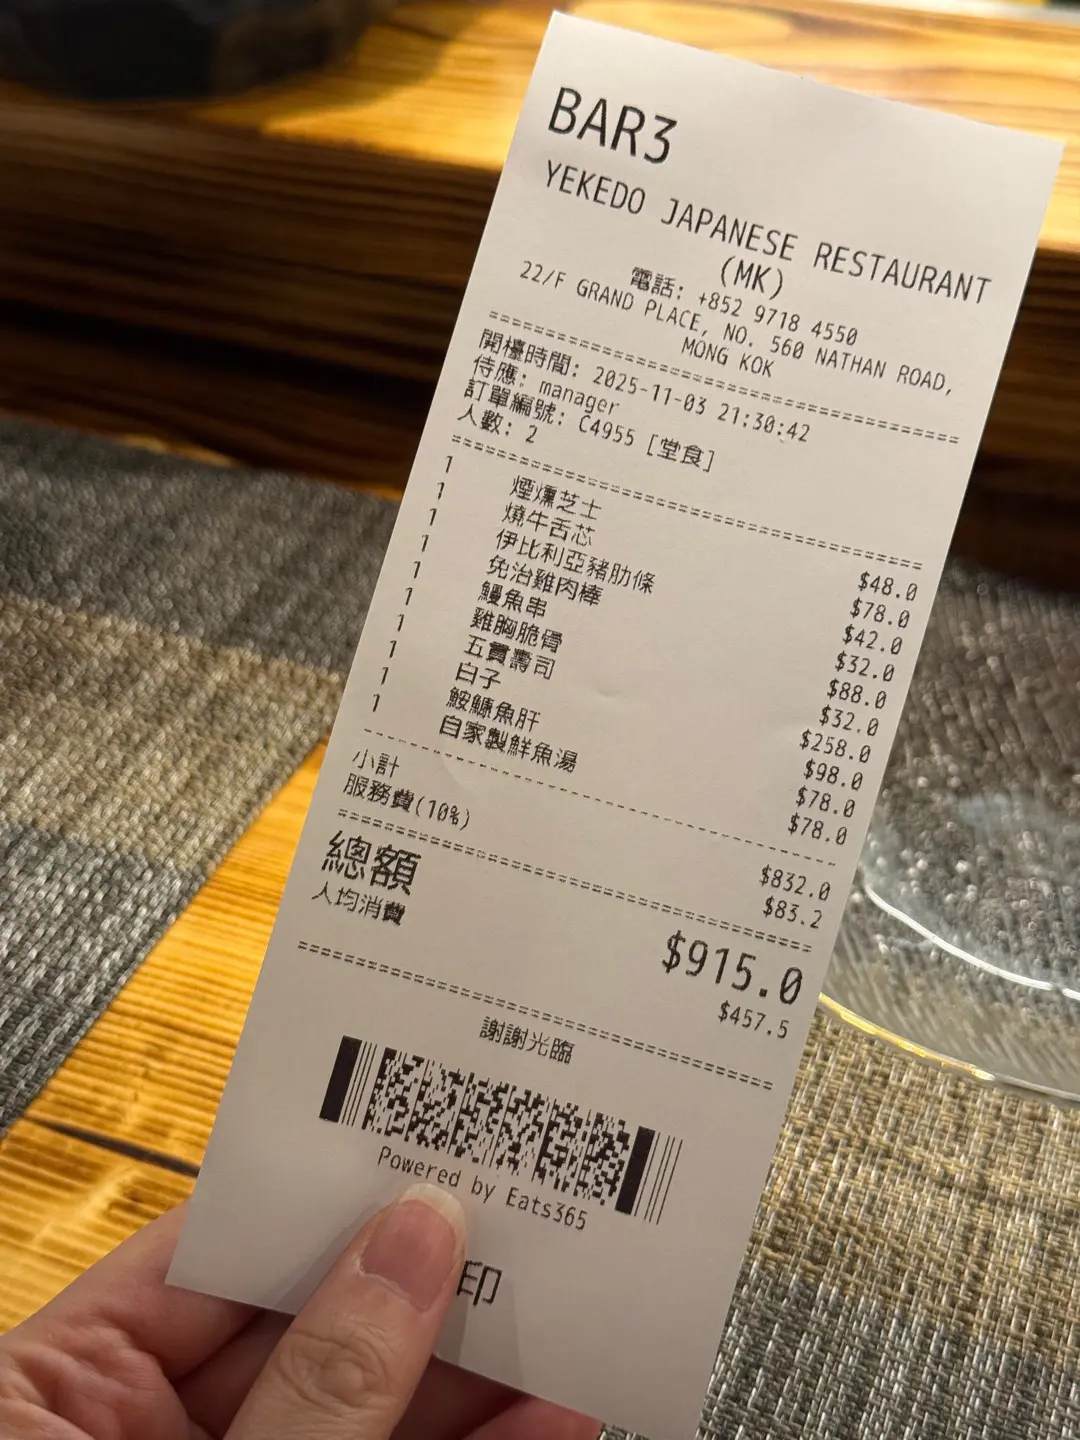 BAR3
YEKEDO JAPANESE RESTAURANT
(MK)
電話: +852 9718 4550
22/F GRAND PLACE, NO. 560 NATHAN ROAD,
MONG KOK
開檯時間: 2025-11-03 21:30:42
侍應: manager
訂單編號: C4955 [堂食]
人數: 2
1 煙燻芝士 $48.0
1 燒牛舌芯 $78.0
1 伊比利亞豬肋條 $42.0
1 免治雞肉棒 $32.0
1 鰻魚串 $88.0
1 雞胸脆骨 $32.0
1 五貫壽司 $258.0
1 白子 $98.0
1 鮟鱇魚肝 $78.0
1 自家製鮮魚湯 $78.0
小計 $832.0
服務費(10%) $83.2
總額 $915.0
人均消費 $457.5
謝謝光臨
Powered by Eats365
印